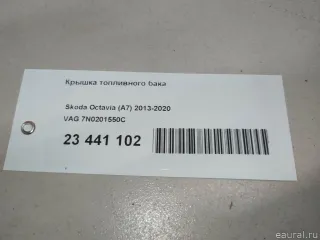 Крышка топливного бака
Skoda Octavia (A7) 2013-2020
VAG 7N0201550C
23 441 102
eaural.ru